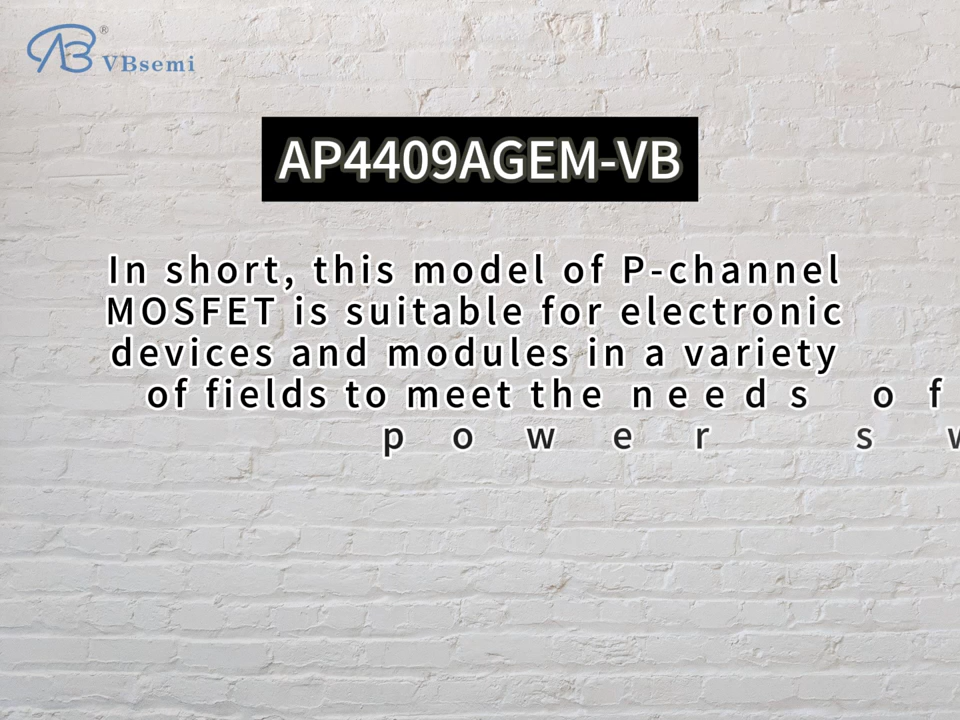 VBsemi
AP4409AGEM-VB
In short, this model of P-channel
MOSFET is suitable for electronic
devices and modules in a variety
of fields to meet the needs of
power